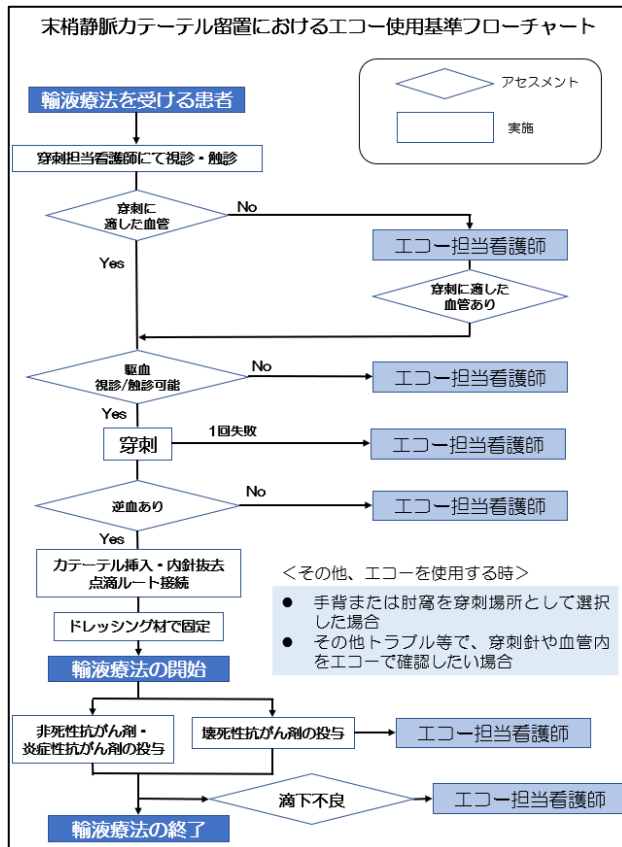 末梢静脈カテーテル留置におけるエコー使用基準フローチャート
アセスメント
実施
輸液療法を受ける患者
穿刺担当看護師にて視診・触診
穿刺に
適した血管
No
エコー担当看護師
Yes
穿刺に適した
血管あり
駆血
視診/触診可能
No
エコー担当看護師
Yes
穿刺
1回失敗
エコー担当看護師
逆血あり
No
エコー担当看護師
Yes
カテーテル挿入・内針抜去
点滴ルート接続
<その他、エコーを使用する時>
● 手背または肘窩を穿刺場所として選択
した場合
● その他トラブル等で、穿刺針や血管内
をエコーで確認したい場合
ドレッシング材で固定
輸液療法の開始
非死性抗がん剤・
炎症性抗がん剤の投与
壊死性抗がん剤の投与
エコー担当看護師
滴下不良
エコー担当看護師
輸液療法の終了